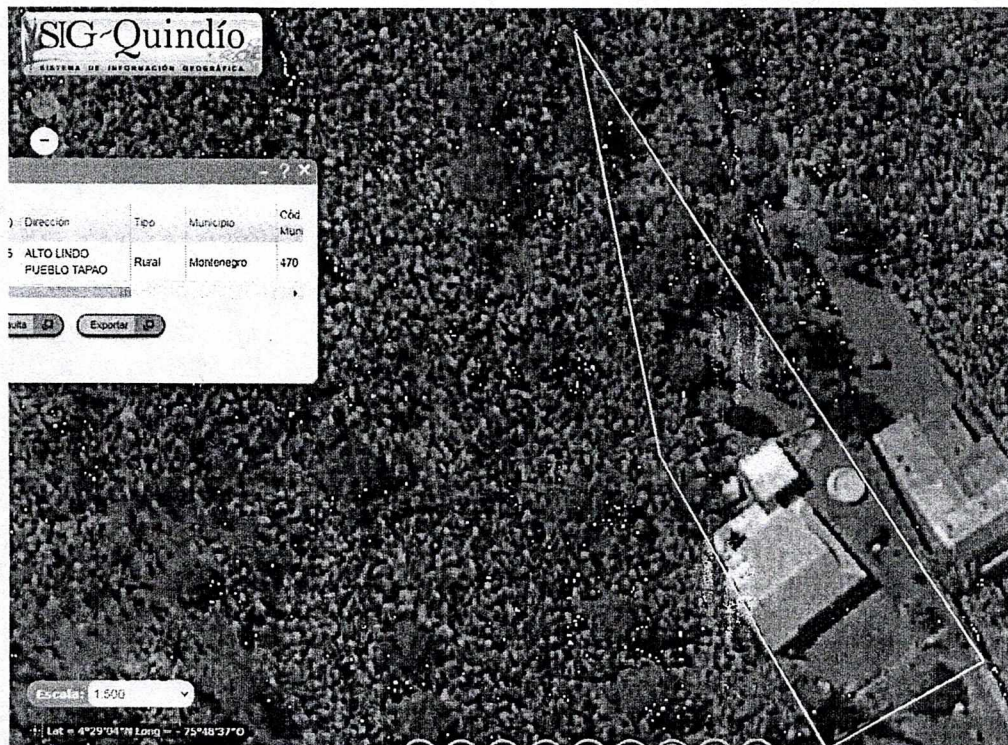 SIG~Quindío
SISTEMA DE INFORMACIÓN GEOGRÁFICA
− ? ×
Dirección Tipo Municipio Cód. Muni
5 ALTO LINDO PUEBLO TAPAO Rural Montenegro 470
Exportar
Escala: 1:500
Lat = 4°29'04"N Long = - 75°48'37"O